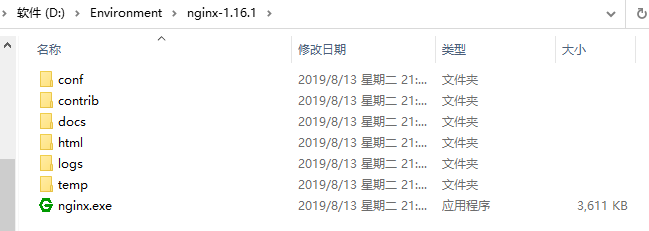 软件 (D:) > Environment > nginx-1.16.1 >
名称 修改日期 类型 大小
conf 2019/8/13 星期二 21:... 文件夹
contrib 2019/8/13 星期二 21:... 文件夹
docs 2019/8/13 星期二 21:... 文件夹
html 2019/8/13 星期二 21:... 文件夹
logs 2019/8/13 星期二 21:... 文件夹
temp 2019/8/13 星期二 21:... 文件夹
nginx.exe 2019/8/13 星期二 21:... 应用程序 3,611 KB